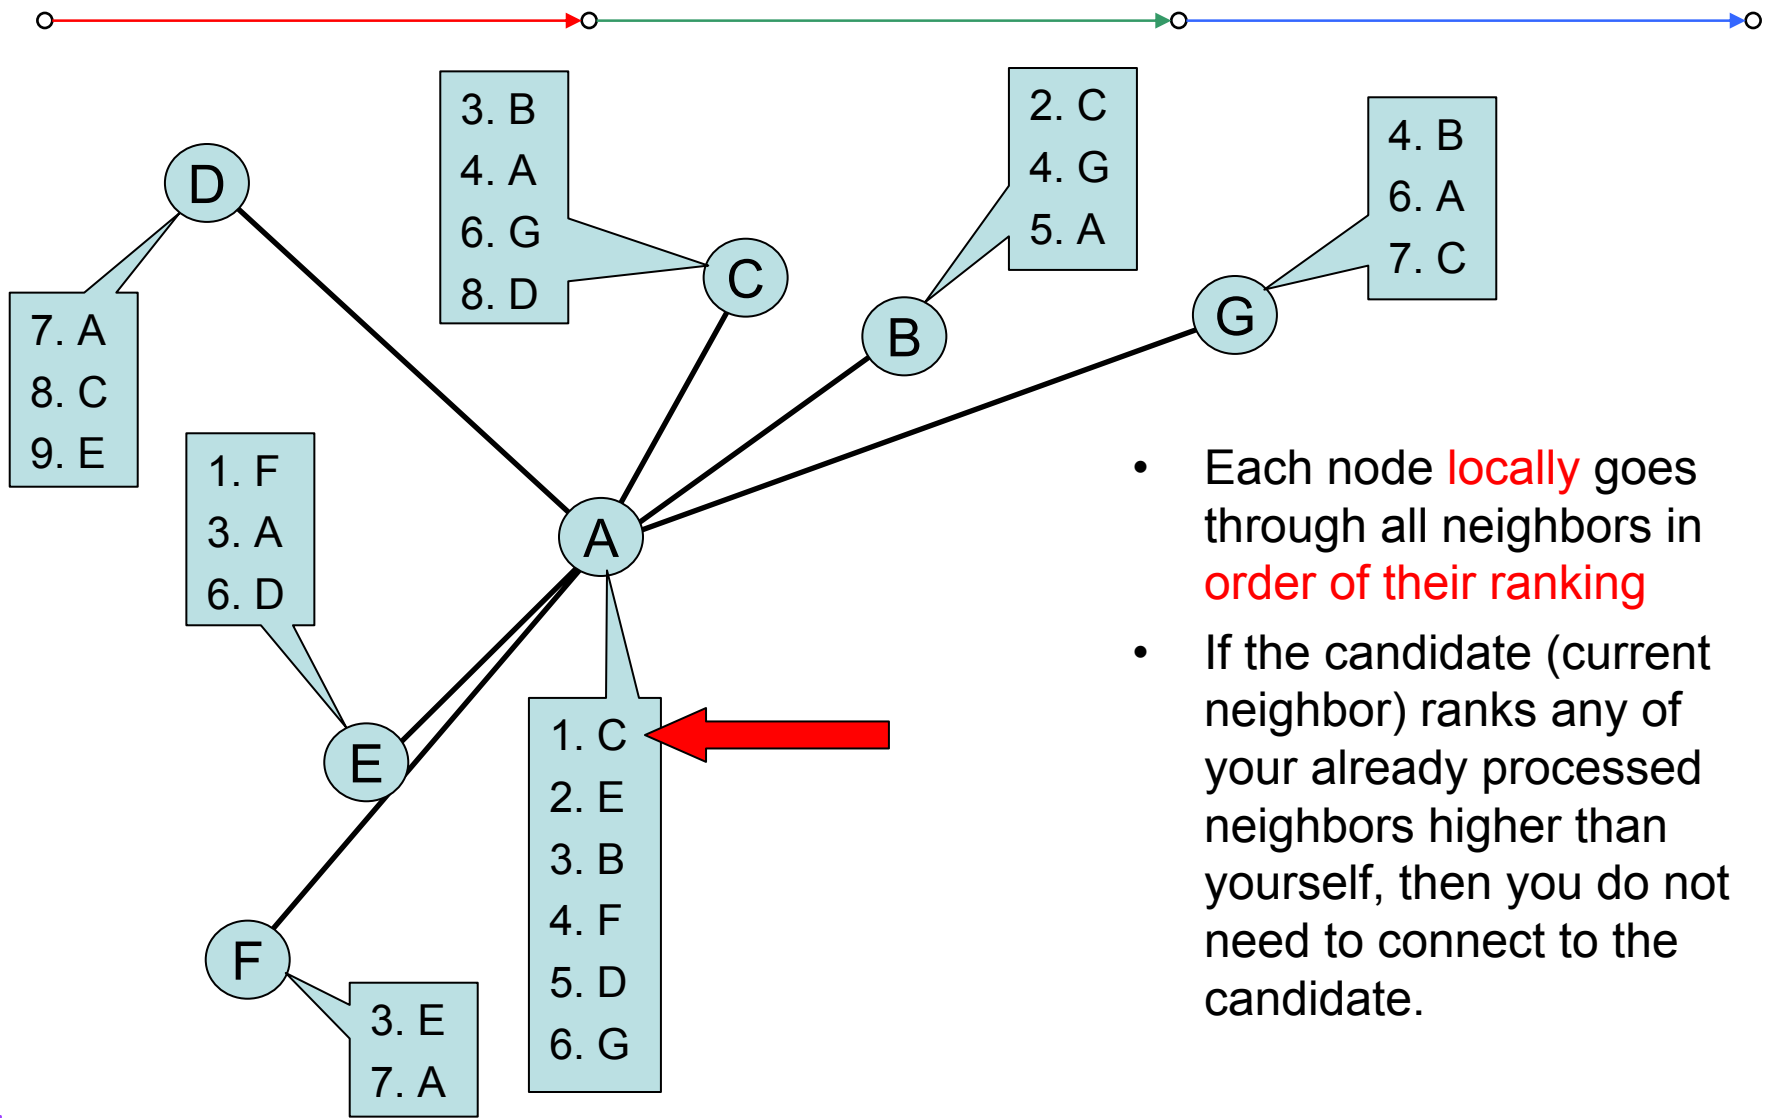 D
7. A
8. C
9. E
3. B
4. A
6. G
8. D
C
2. C
4. G
5. A
B
4. B
6. A
7. C
G
1. F
3. A
6. D
E
A
1. C
2. E
3. B
4. F
5. D
6. G
F
3. E
7. A
• Each node locally goes
through all neighbors in
order of their ranking
• If the candidate (current
neighbor) ranks any of
your already processed
neighbors higher than
yourself, then you do not
need to connect to the
candidate.